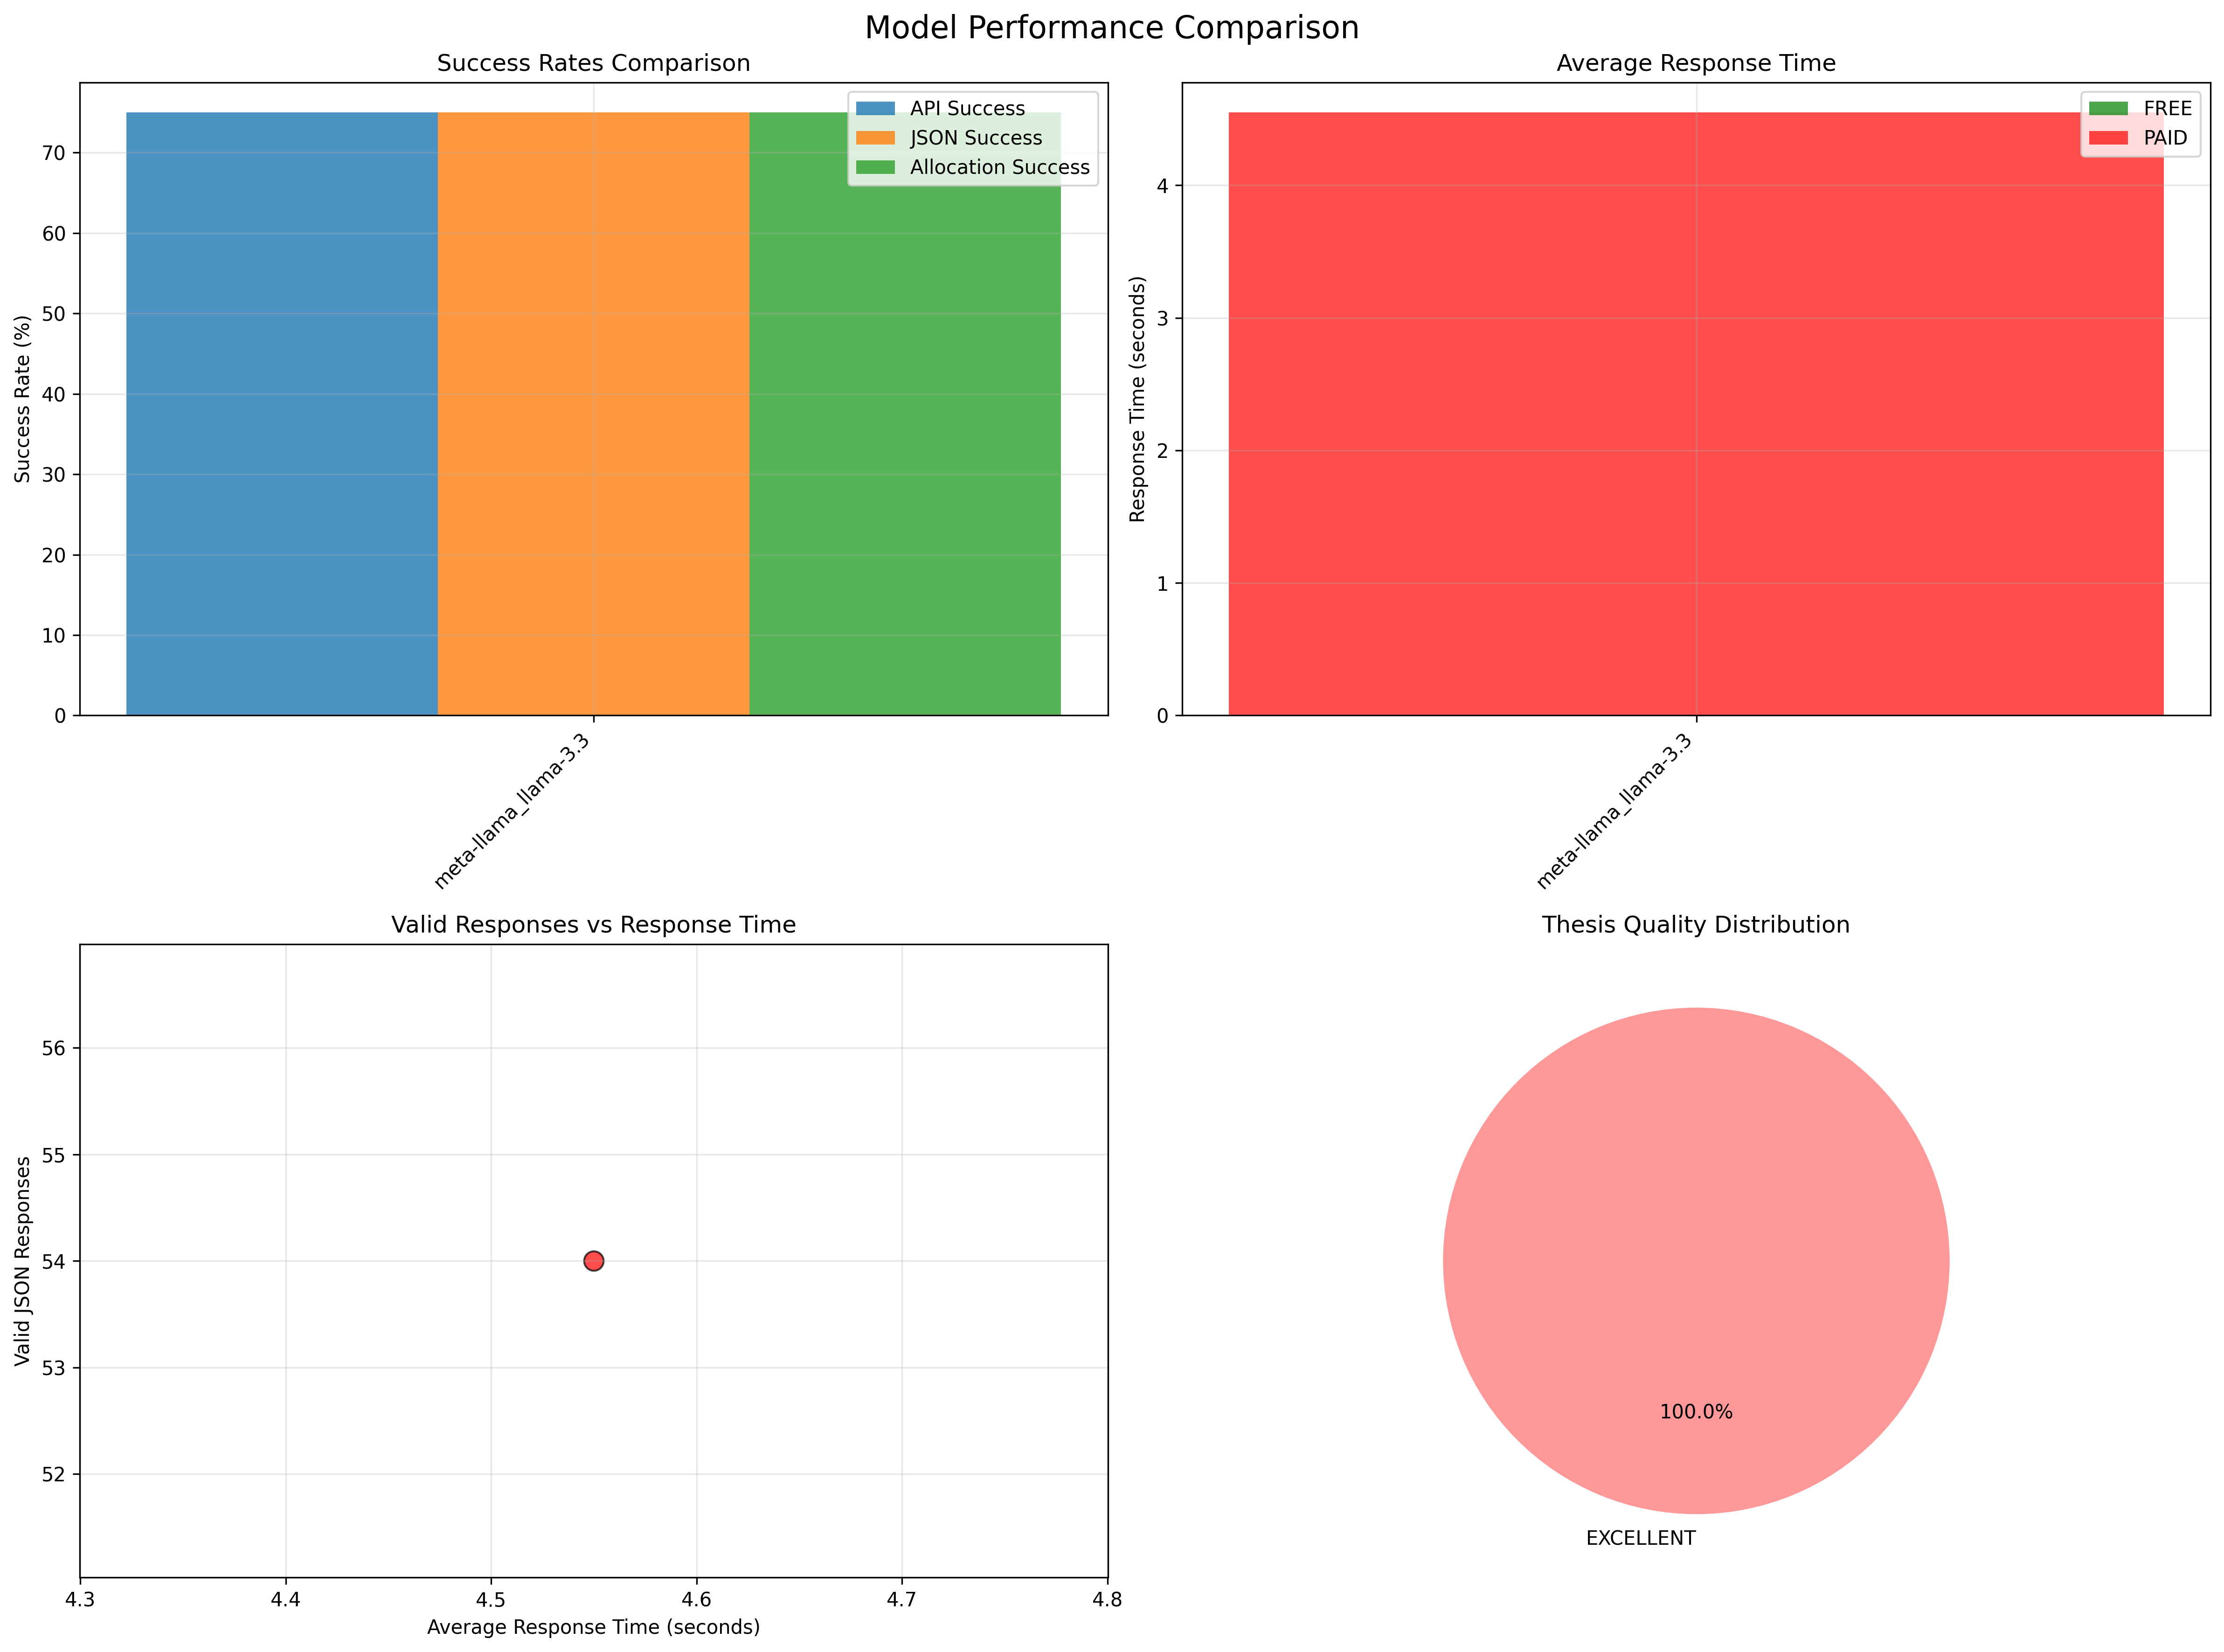 Model Performance Comparison
Success Rates Comparison
API Success
JSON Success
Allocation Success
Success Rate (%)
70
60
50
40
30
20
10
0
meta-llama_llama-3.3
Average Response Time
FREE
PAID
Response Time (seconds)
4
3
2
1
0
meta-llama_llama-3.3
Valid Responses vs Response Time
Valid JSON Responses
56
55
54
53
52
4.3 4.4 4.5 4.6 4.7 4.8
Average Response Time (seconds)
Thesis Quality Distribution
100.0%
EXCELLENT